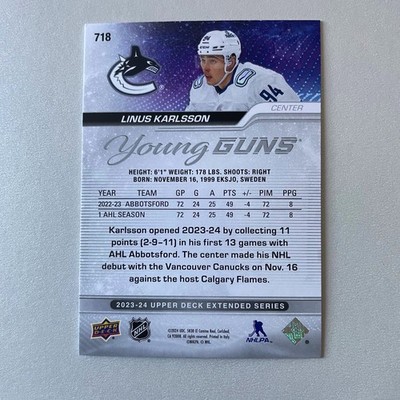 718
94
LINUS KARLSSON
CENTER
Young GUNS
HEIGHT: 6'1" WEIGHT: 178 LBS. SHOOTS: RIGHT
BORN: NOVEMBER 16, 1999 EKSJO, SWEDEN
YEAR TEAM GP G A PTS +/- PIM PPG
2022-23 ABBOTSFORD 72 24 25 49 -4 72 8
1 AHL SEASON 72 24 25 49 -4 72 8
Karlsson opened 2023-24 by collecting 11
points (2-9–11) in his first 13 games with
AHL Abbotsford. The center made his NHL
debut with the Vancouver Canucks on Nov. 16
against the host Calgary Flames.
2023-24 UPPER DECK EXTENDED SERIES
UPPER DECK
NHL
NHLPA